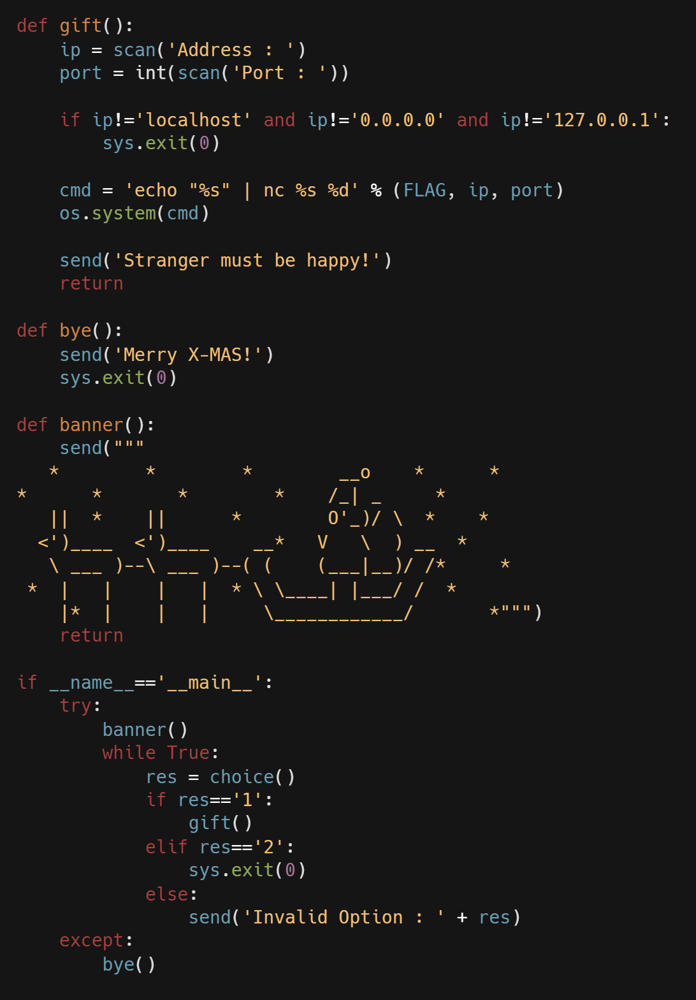 def gift():
    ip = scan('Address : ')
    port = int(scan('Port : '))

    if ip!='localhost' and ip!='0.0.0.0' and ip!='127.0.0.1':
        sys.exit(0)

    cmd = 'echo "%s" | nc %s %d' % (FLAG, ip, port)
    os.system(cmd)

    send('Stranger must be happy!')
    return

def bye():
    send('Merry X-MAS!')
    sys.exit(0)

def banner():
    send("""
   *        *        *        __o    *      *
*      *       *        *    /_| _     *
   ||  *    ||      *        O'_)/ \  *    *
  <')____  <')____    __*   V   \  ) __  *
   \ ___ )--\ ___ )--( (    (___|__)/ /*     *
 *  |   |    |   |  * \ \____| |___/ /  *
    |*  |    |   |     \____________/       *""")
    return

if __name__=='__main__':
    try:
        banner()
        while True:
            res = choice()
            if res=='1':
                gift()
            elif res=='2':
                sys.exit(0)
            else:
                send('Invalid Option : ' + res)
    except:
        bye()